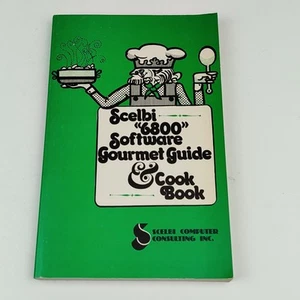 Scelbi
"6800"
Software
Gourmet Guide
& Cook
Book
SCELBI COMPUTER
CONSULTING INC.